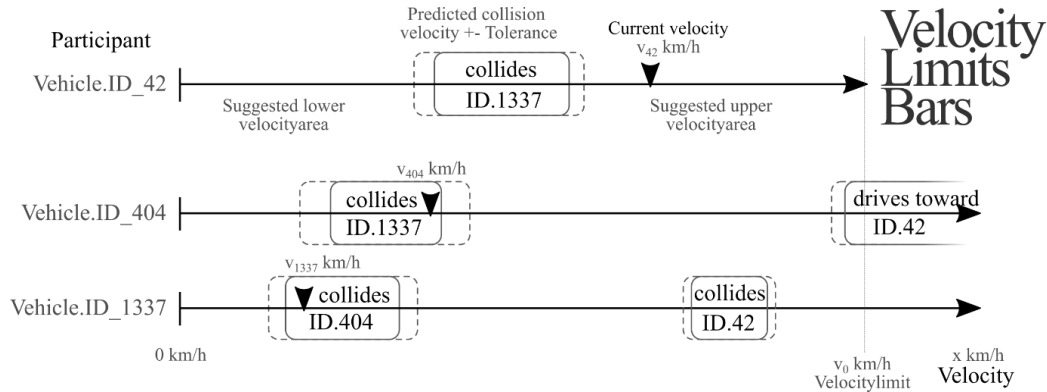 Participant
Predicted collision
velocity +- Tolerance
Current velocity
v42 km/h
Velocity
Limits
Bars
Vehicle.ID_42
collides
ID.1337
Suggested lower
velocityarea
Suggested upper
velocityarea
v404 km/h
Vehicle.ID_404
collides
ID.1337
drives toward
ID.42
v1337 km/h
Vehicle.ID_1337
collides
ID.404
collides
ID.42
0 km/h
v0 km/h
Velocitylimit
x km/h
Velocity